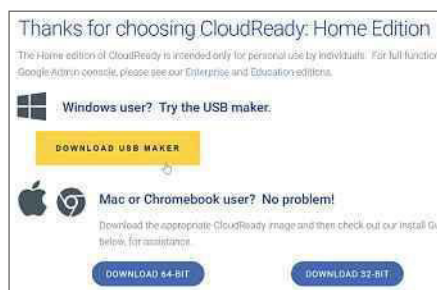 Thanks for choosing CloudReady: Home Edition
The Home edition of CloudReady is intended only for personal use by individuals. For full function
Google Admin console, please see our Enterprise and Education editions.
Windows user? Try the USB maker.
DOWNLOAD USB MAKER
Mac or Chromebook user? No problem!
Download the appropriate CloudReady image and then check out our Install Gu
below, for assistance.
DOWNLOAD 64-BIT
DOWNLOAD 32-BIT